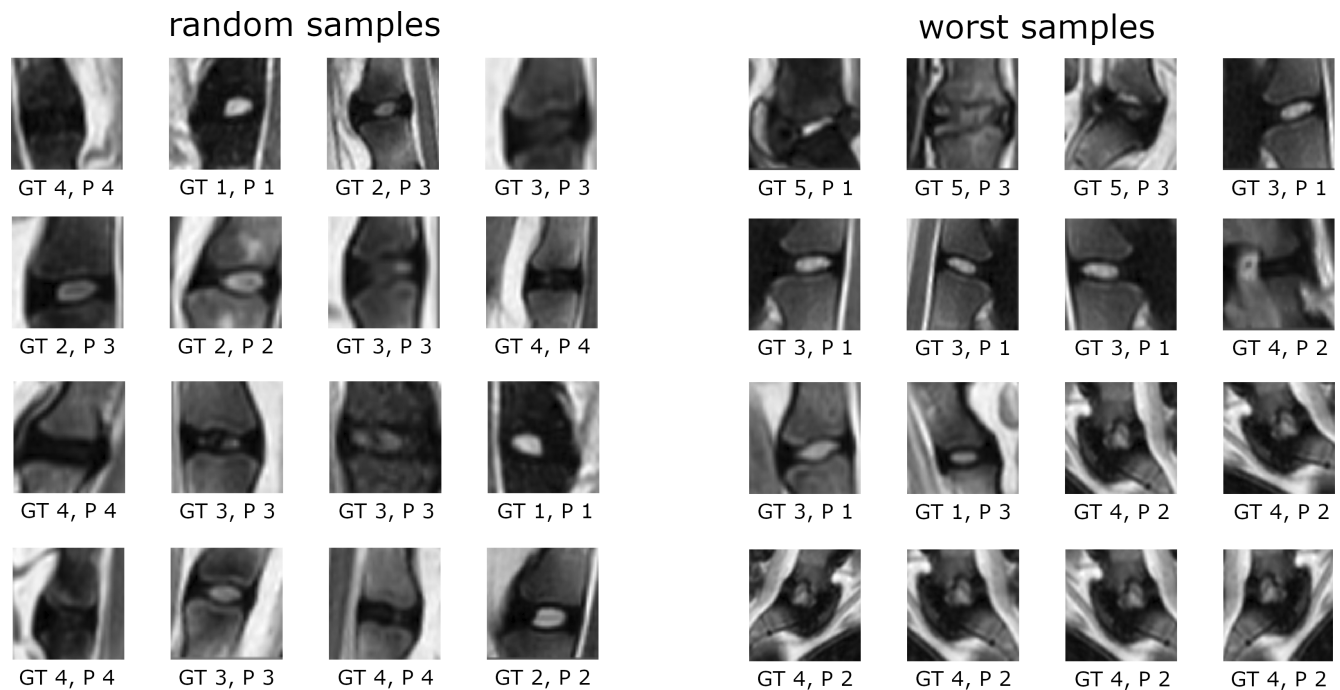 random samples
GT 4, P 4
GT 1, P 1
GT 2, P 3
GT 3, P 3
GT 2, P 3
GT 2, P 2
GT 3, P 3
GT 4, P 4
GT 4, P 4
GT 3, P 3
GT 3, P 3
GT 1, P 1
GT 4, P 4
GT 3, P 3
GT 4, P 4
GT 2, P 2
worst samples
GT 5, P 1
GT 5, P 3
GT 5, P 3
GT 3, P 1
GT 3, P 1
GT 3, P 1
GT 3, P 1
GT 4, P 2
GT 3, P 1
GT 1, P 3
GT 4, P 2
GT 4, P 2
GT 4, P 2
GT 4, P 2
GT 4, P 2
GT 4, P 2